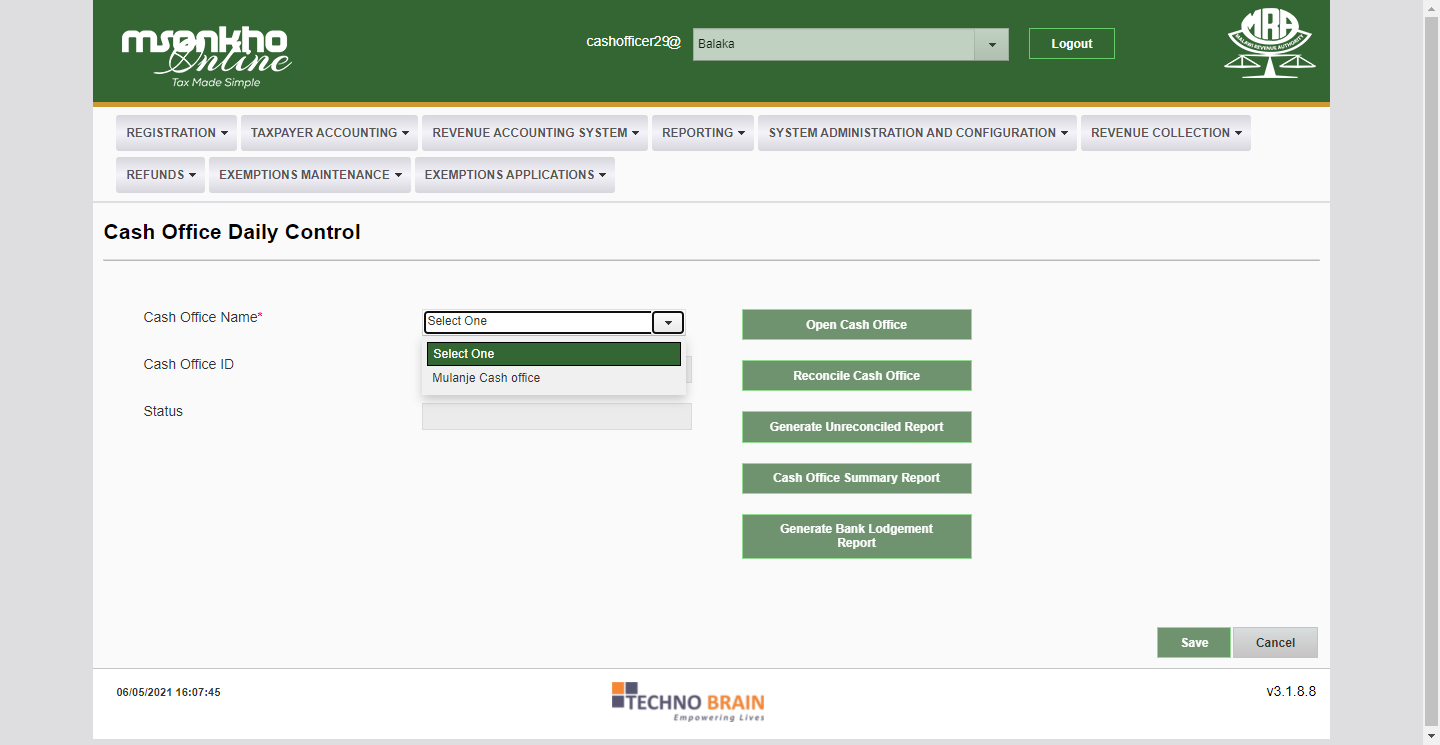 msonkho
Online
Tax Made Simple
cashofficer29@
Balaka
Logout
MRA
MALAWI REVENUE AUTHORITY
REGISTRATION
TAXPAYER ACCOUNTING
REVENUE ACCOUNTING SYSTEM
REPORTING
SYSTEM ADMINISTRATION AND CONFIGURATION
REVENUE COLLECTION
REFUNDS
EXEMPTIONS MAINTENANCE
EXEMPTIONS APPLICATIONS
Cash Office Daily Control
Cash Office Name*
Select One
Select One
Mulanje Cash office
Cash Office ID
Status
Open Cash Office
Reconcile Cash Office
Generate Unreconciled Report
Cash Office Summary Report
Generate Bank Lodgement
Report
Save
Cancel
06/05/2021 16:07:45
TECHNO BRAIN
Empowering Lives
v3.1.8.8